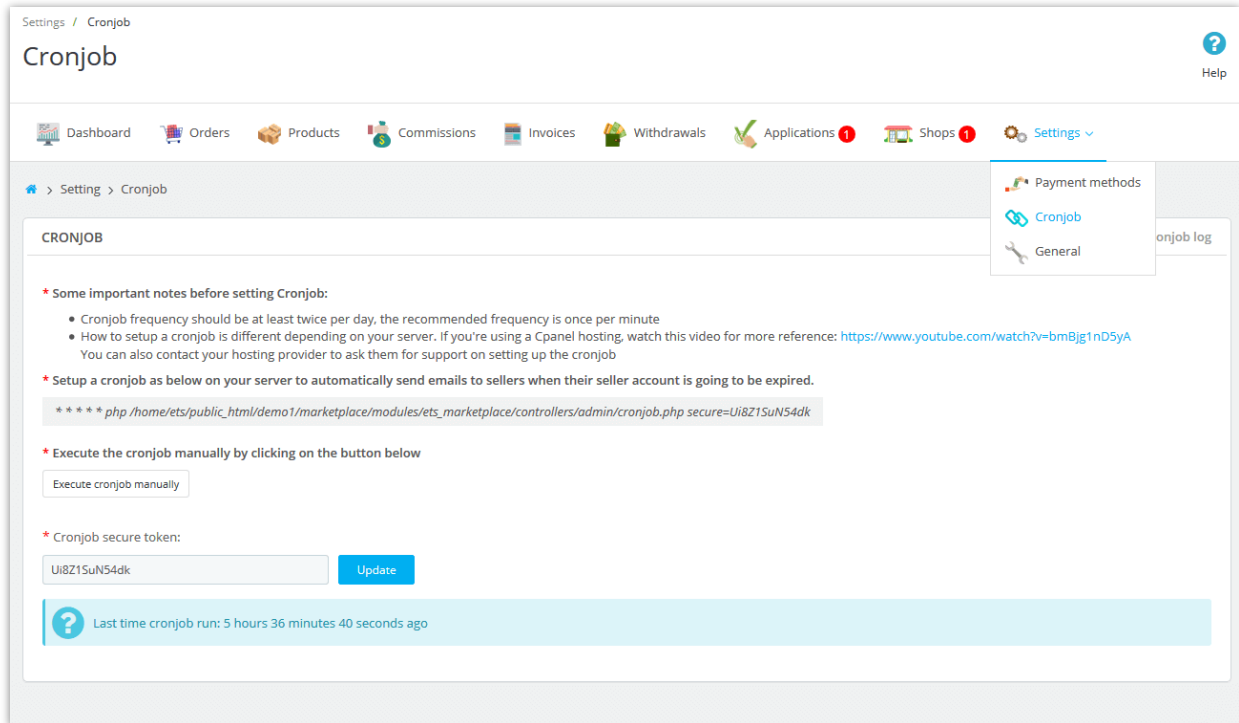 Settings / Cronjob
Cronjob
Help
Dashboard Orders Products Commissions Invoices Withdrawals Applications 1 Shops 1 Settings
Payment methods
Cronjob
General
> Setting > Cronjob
CRONJOB
onjob log
* Some important notes before setting Cronjob:
• Cronjob frequency should be at least twice per day, the recommended frequency is once per minute
• How to setup a cronjob is different depending on your server. If you're using a Cpanel hosting, watch this video for more reference: https://www.youtube.com/watch?v=bmBjg1nD5yA
You can also contact your hosting provider to ask them for support on setting up the cronjob
* Setup a cronjob as below on your server to automatically send emails to sellers when their seller account is going to be expired.
* * * * * php /home/ets/public_html/demo1/marketplace/modules/ets_marketplace/controllers/admin/cronjob.php secure=Ui8Z1SuN54dk
* Execute the cronjob manually by clicking on the button below
Execute cronjob manually
* Cronjob secure token:
Ui8Z1SuN54dk
Update
Last time cronjob run: 5 hours 36 minutes 40 seconds ago